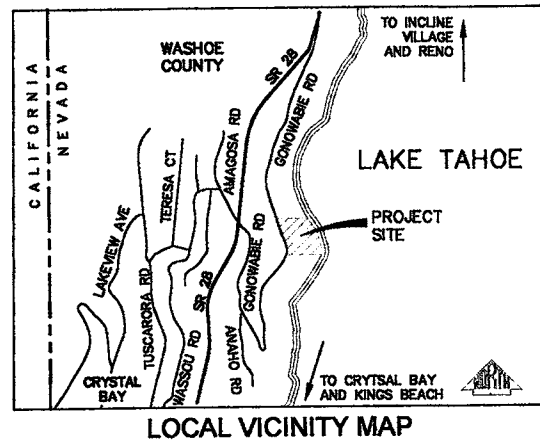 CALIFORNIA
NEVADA
WASHOE
COUNTY
SR 28
TO INCLINE
VILLAGE
AND RENO
GONOWABIE RD
AMAGOSA RD
TERESA CT
LAKE TAHOE
LAKEVIEW AVE
PROJECT
SITE
TUSCARORA RD
GONOWABIE RD
SR 28
WASSOU RD
ANAHO RD
CRYSTAL
BAY
TO CRYTSAL BAY
AND KINGS BEACH
NORTH
LOCAL VICINITY MAP